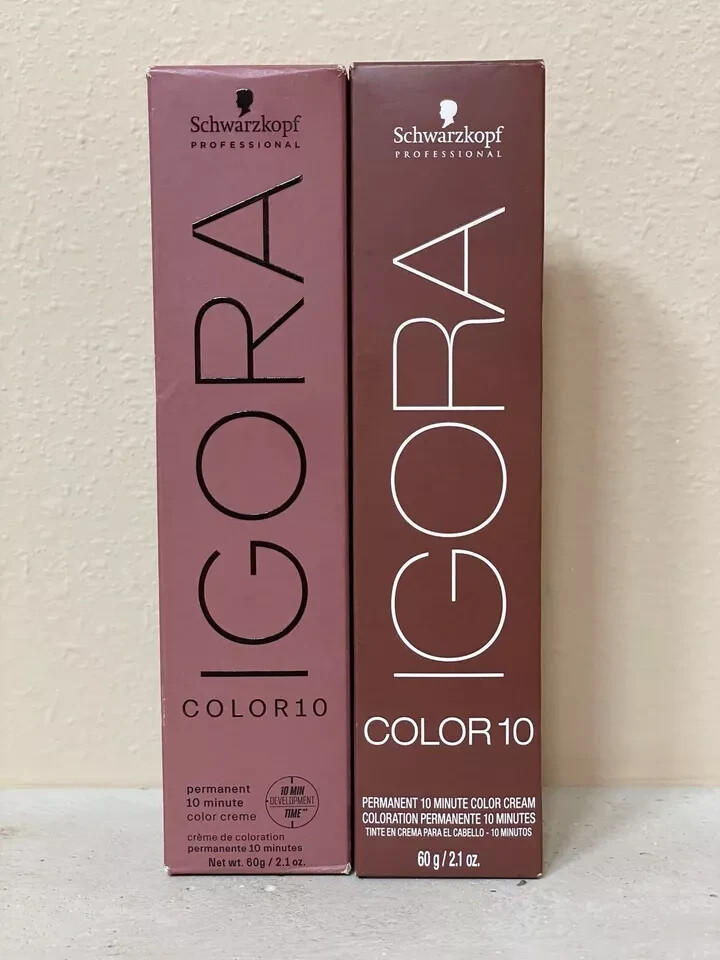 Schwarzkopf
PROFESSIONAL
IGORA
COLOR10
permanent
10 minute
color creme
10 MIN
DEVELOPMENT
TIME**
crème de coloration
permanente 10 minutes
Net wt. 60g / 2.1 oz.
Schwarzkopf
PROFESSIONAL
IGORA
COLOR 10
PERMANENT 10 MINUTE COLOR CREAM
COLORATION PERMANENTE 10 MINUTES
TINTE EN CREMA PARA EL CABELLO - 10 MINUTOS
60 g / 2.1 oz.